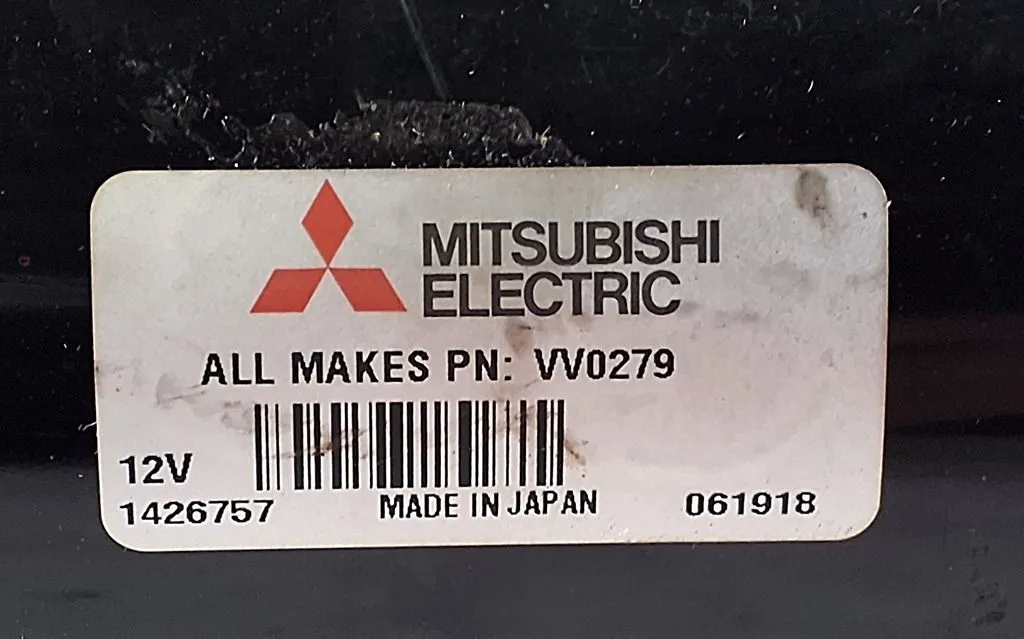 MITSUBISHI
ELECTRIC
ALL MAKES PN: VV0279
12V
1426757 MADE IN JAPAN 061918